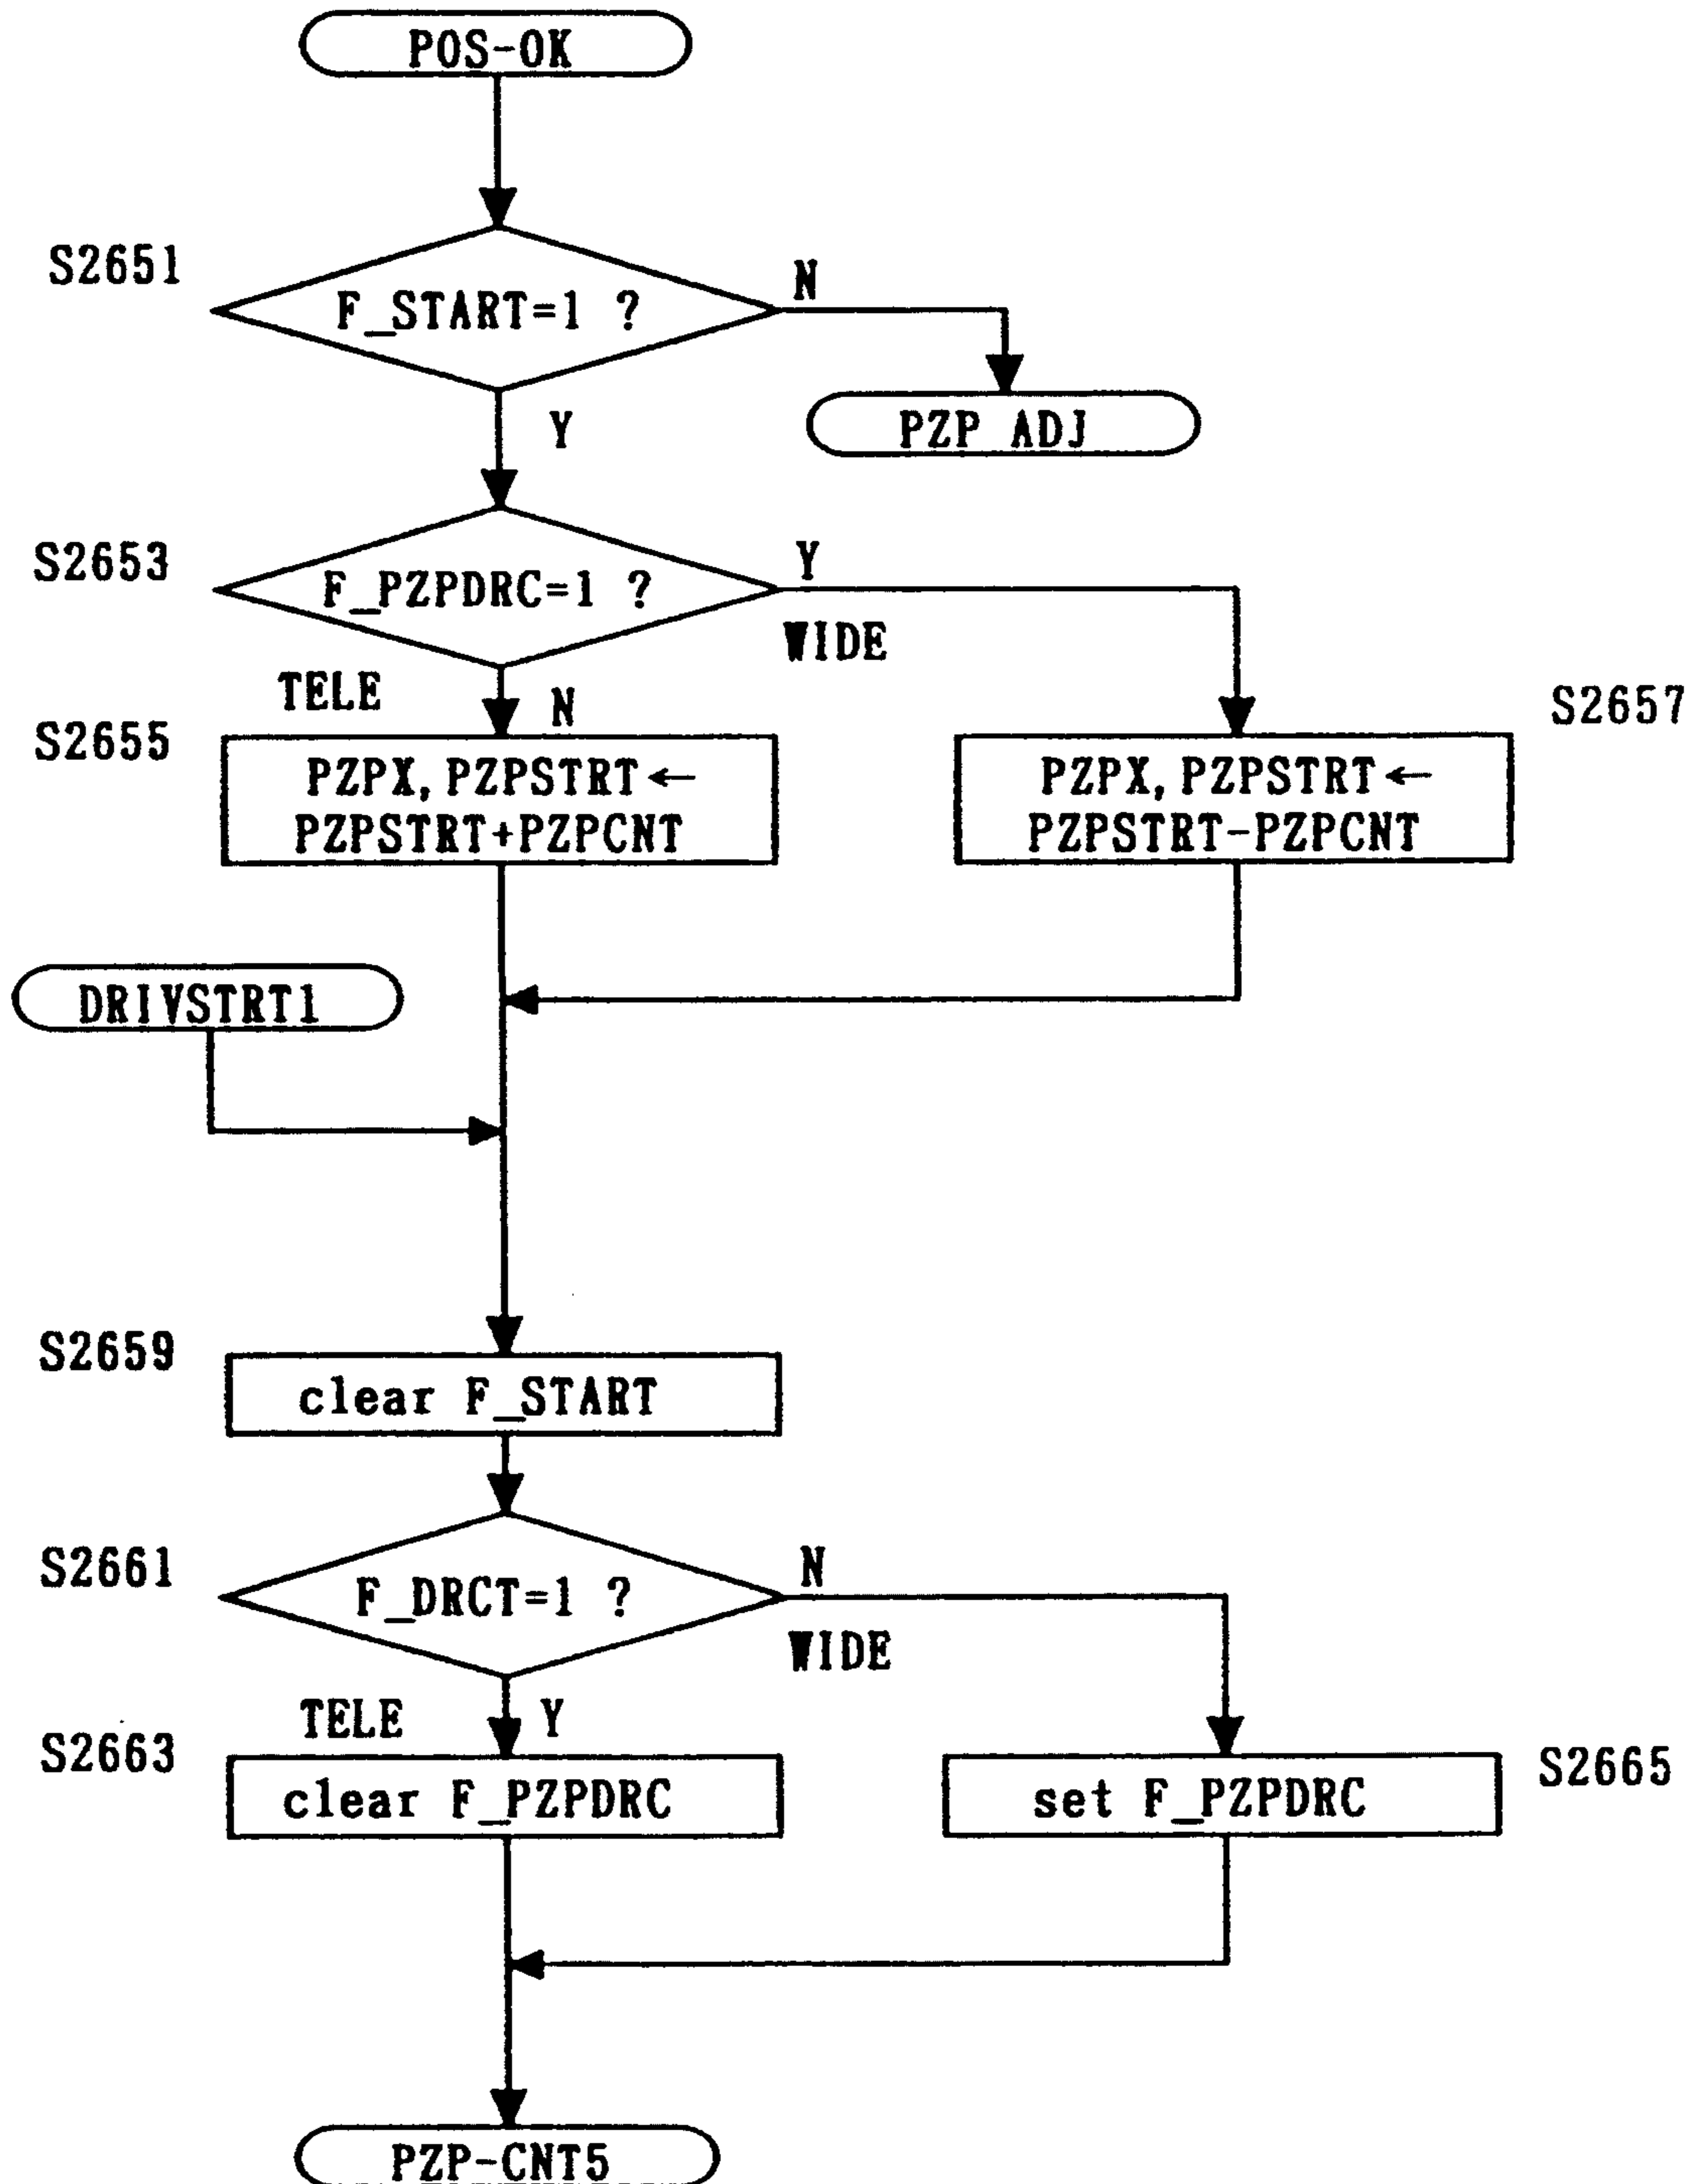 POS-OK
S2651
F_START=1 ?
N
PZP ADJ
Y
S2653
F_PZPDRC=1 ?
Y
WIDE
TELE
N
S2655
PZPX, PZPSTRT←
PZPSTRT+PZPCNT
S2657
PZPX, PZPSTRT←
PZPSTRT-PZPCNT
DRIVSTRT1
S2659
clear F_START
S2661
F_DRCT=1 ?
N
WIDE
TELE
Y
S2663
clear F_PZPDRC
set F_PZPDRC
S2665
PZP-CNT5